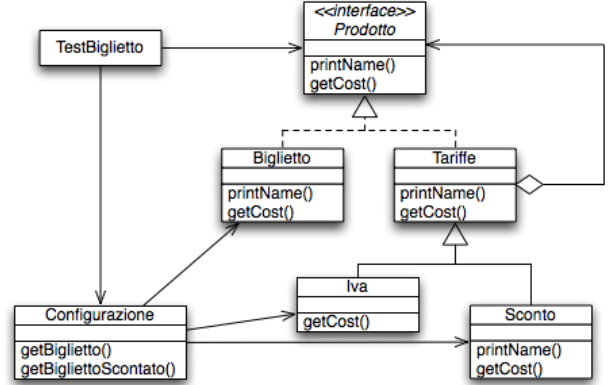 <<interface>>
Prodotto
printName()
getCost()
TestBiglietto
Biglietto
printName()
getCost()
Tariffe
printName()
getCost()
Iva
getCost()
Configurazione
getBiglietto()
getBigliettoScontato()
Sconto
printName()
getCost()